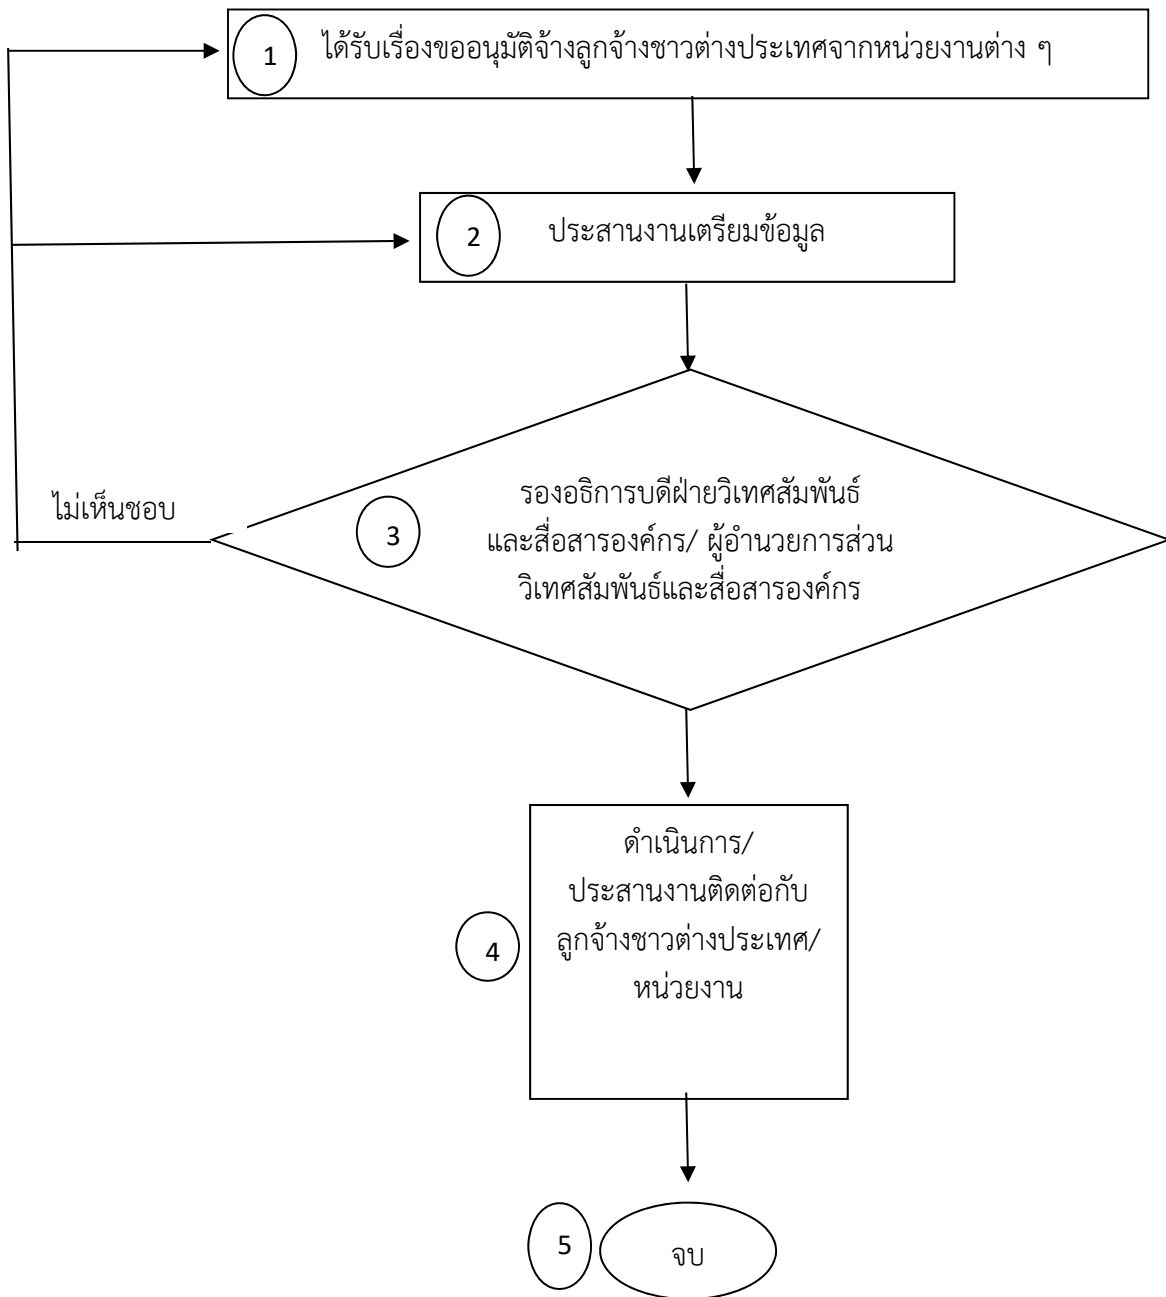 1 ได้รับเรื่องขออนุมัติจ้างลูกจ้างชาวต่างประเทศจากหน่วยงานต่าง ๆ
2 ประสานงานเตรียมข้อมูล
ไม่เห็นชอบ
3
รองอธิการบดีฝ่ายวิเทศสัมพันธ์
และสื่อสารองค์กร/ ผู้อำนวยการส่วน
วิเทศสัมพันธ์และสื่อสารองค์กร
4
ดำเนินการ/
ประสานงานติดต่อกับ
ลูกจ้างชาวต่างประเทศ/
หน่วยงาน
5 จบ